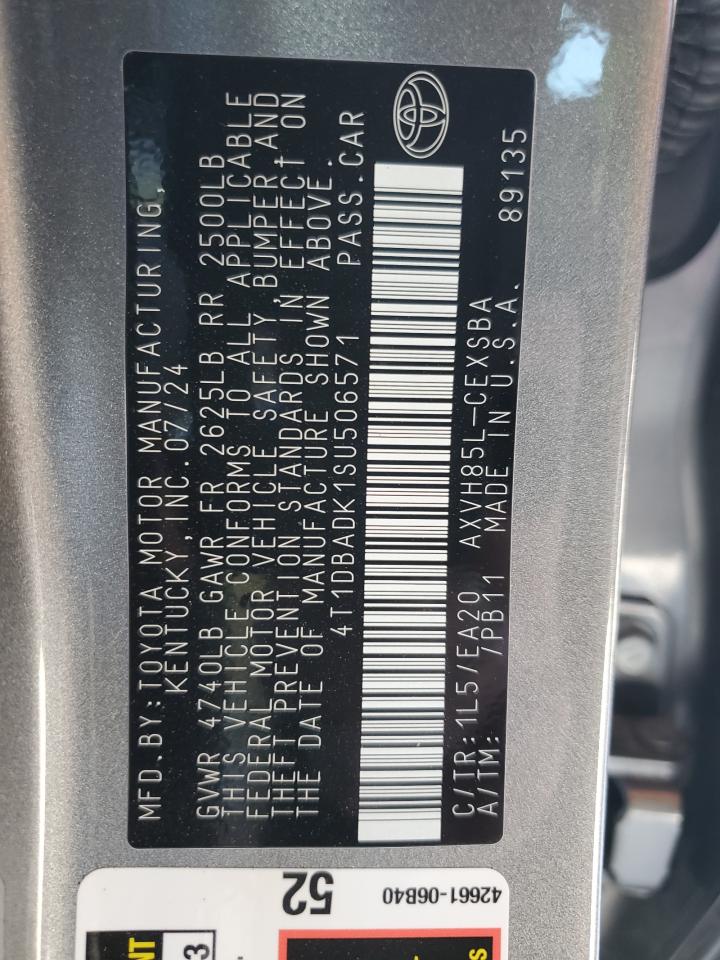 MFD.BY:TOYOTA MOTOR MANUFACTURING,
KENTUCKY,INC.07/24
GVWR 4740LB GAWR FR 2625LB RR 2500LB
THIS VEHICLE CONFORMS TO ALL APPLICABLE
FEDERAL MOTOR VEHICLE SAFETY,BUMPER,AND
THEFT PREVENTION STANDARDS IN EFFECT ON
THE DATE OF MANUFACTURE SHOWN ABOVE.
4T1DBADK1SU506571 PASS.CAR
C/TR:1L5/EA20 AXVH85L-CEXSBA
A/TM: /PB11 MADE IN U.S.A. 89135
52
42661-06B40
NT
3
s